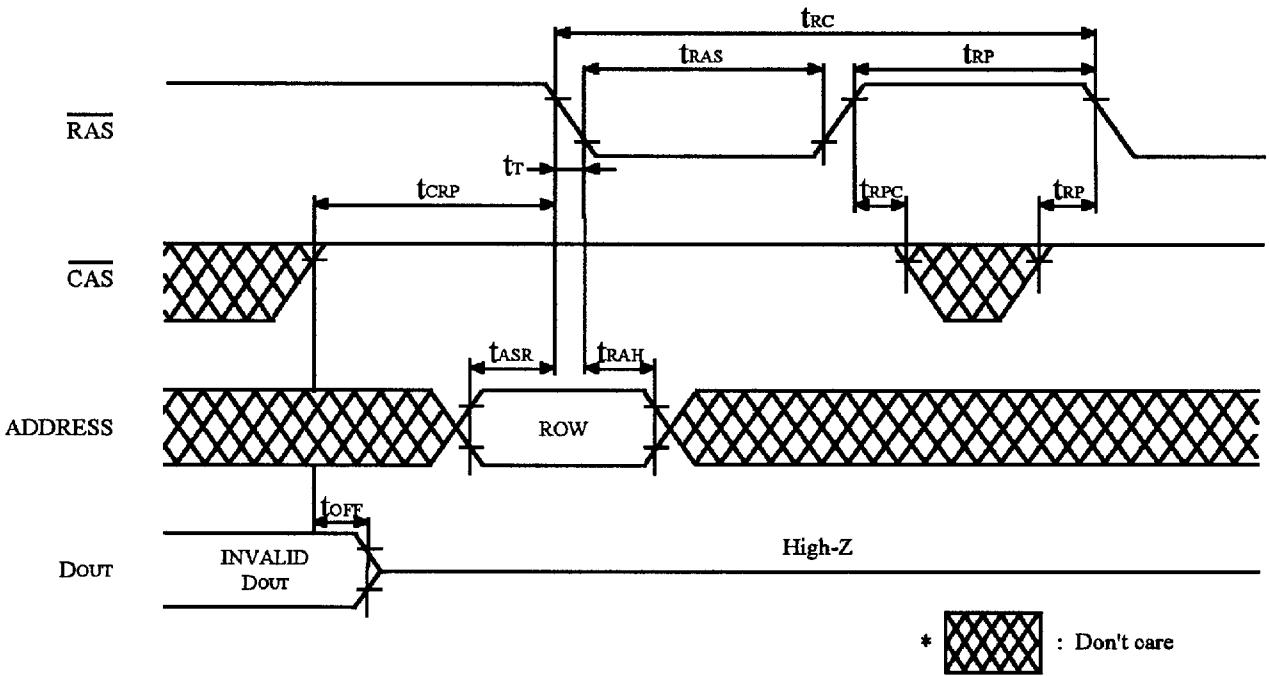 tRC
tRAS
tRP
RAS
tT
tCRP
tRPC
tRP
CAS
tASR
tRAH
ADDRESS
ROW
tOFF
DOUT
INVALID
DOUT
High-Z
* : Don't care